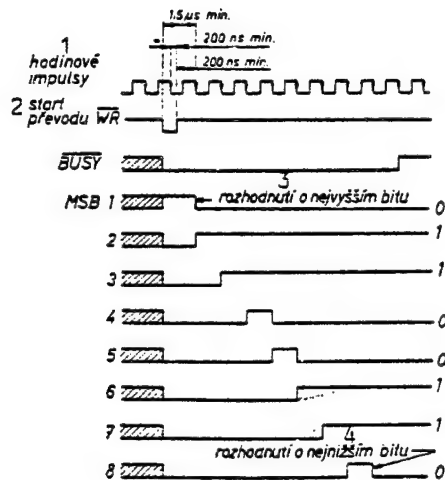 1,5 µs min.
1 200 ns min.
hodinové
impulsy 200 ns min.
2 start
převodu WR
BUSY
3
MSB 1 rozhodnutí o nejvyšším bitu 0
2 1
3 1
4 0
5 0
6 1
7 1
4
rozhodnutí o nejnižším bitu
8 0